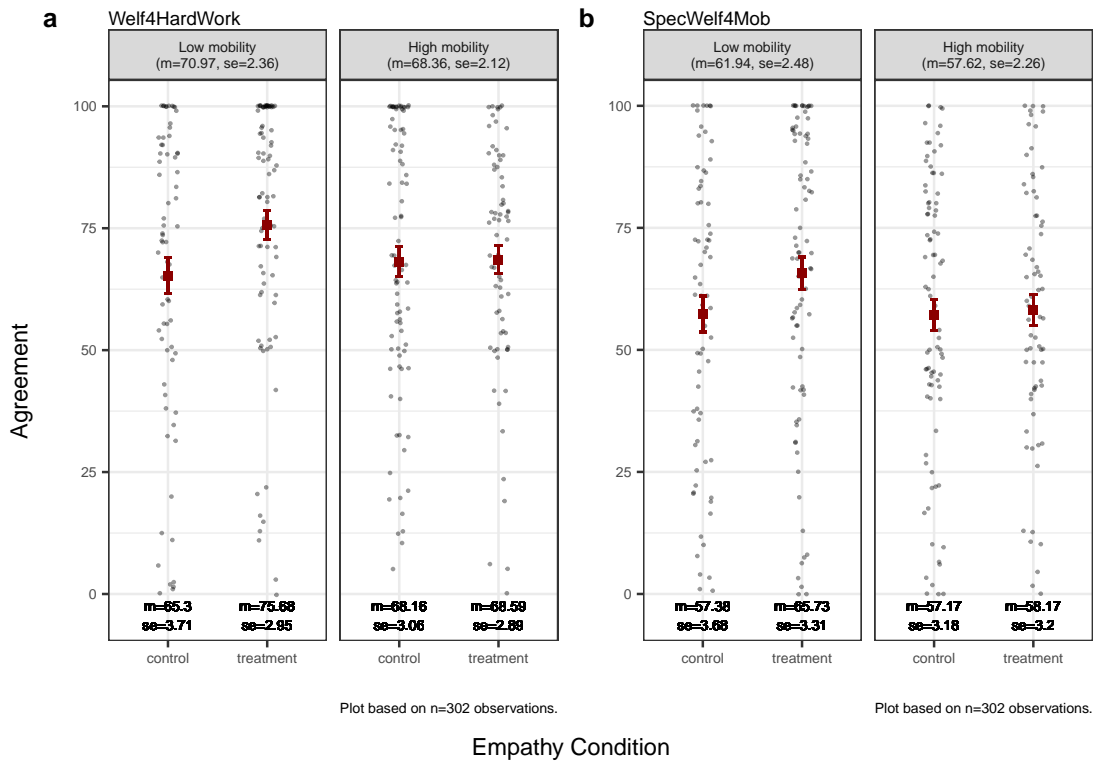 a
Welf4HardWork
Low mobility
(m=70.97, se=2.36)
High mobility
(m=68.36, se=2.12)
Agreement
100
75
50
25
0
m=65.3
se=3.71
m=75.68
se=2.95
m=68.16
se=3.06
m=68.59
se=2.89
control
treatment
control
treatment
Plot based on n=302 observations.
b
SpecWelf4Mob
Low mobility
(m=61.94, se=2.48)
High mobility
(m=57.62, se=2.26)
100
75
50
25
0
m=57.38
se=3.68
m=65.73
se=3.31
m=57.17
se=3.18
m=58.17
se=3.2
control
treatment
control
treatment
Plot based on n=302 observations.
Empathy Condition